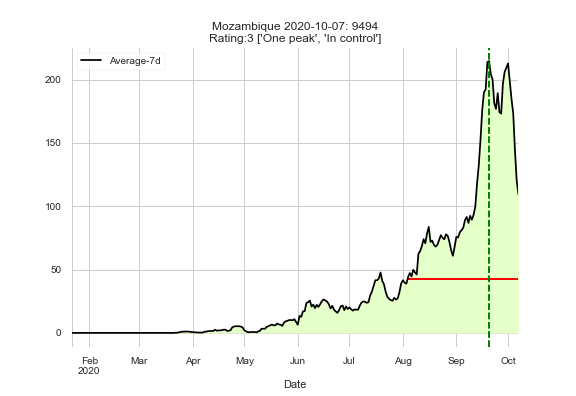 Mozambique 2020-10-07: 9494
Rating:3 ['One peak', 'In control']
Average-7d
200
150
100
50
0
Feb Mar Apr May Jun Jul Aug Sep Oct
2020
Date